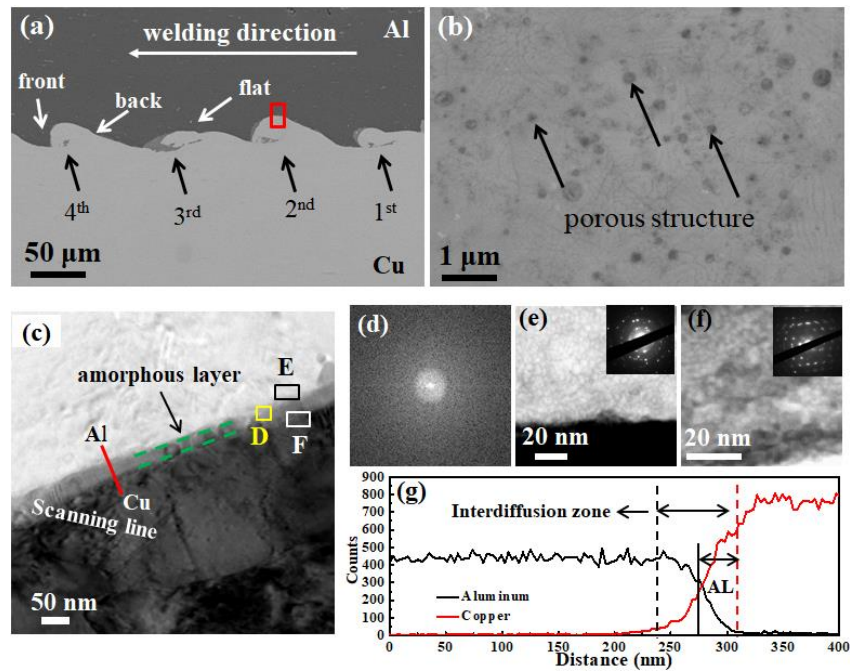 (a)
welding direction
Al
front
back
flat
4th
3rd
2nd
1st
50 μm
Cu
(b)
porous structure
1 μm
(c)
amorphous layer
E
D
F
Al
Cu
Scanning line
50 nm
(d)
(e)
20 nm
(f)
20 nm
(g)
Interdiffusion zone
AL
Aluminum
Copper
Counts
900
800
700
600
500
400
300
200
100
0
0 50 100 150 200 250 300 350 400
Distance (nm)